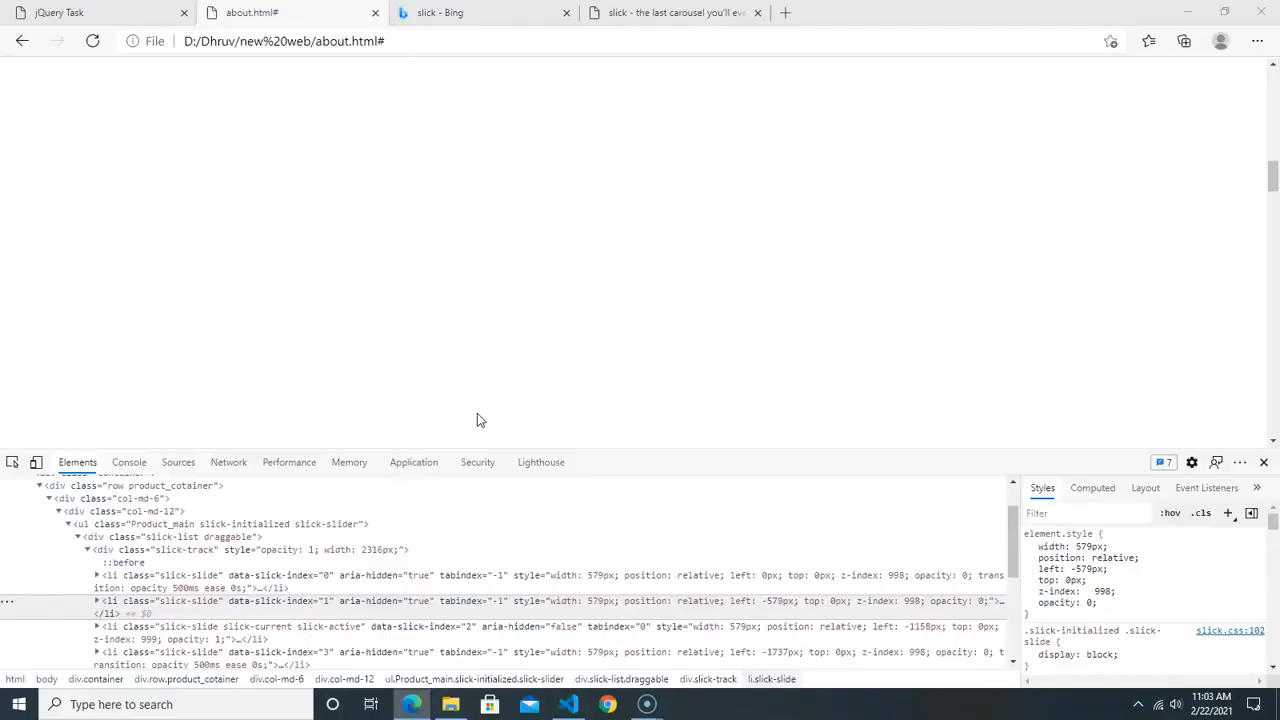 jQuery Task
about.html#
slick - Bing
slick - the last carousel you'll eve
File
D:/Dhruv/new%20web/about.html#
Elements
Console
Sources
Network
Performance
Memory
Application
Security
Lighthouse
7
<div class="row product_cotainer">
<div class="col-md-6">
<div class="col-md-12">
<ul class="Product_main slick-initialized slick-slider">
<div class="slick-list draggable">
<div class="slick-track" style="opacity: 1; width: 2316px;">
::before
<li class="slick-slide" data-slick-index="0" aria-hidden="true" tabindex="-1" style="width: 579px; position: relative; left: 0px; top: 0px; z-index: 998; opacity: 0; trans
ition: opacity 500ms ease 0s;">…</li>
<li class="slick-slide" data-slick-index="1" aria-hidden="true" tabindex="-1" style="width: 579px; position: relative; left: -579px; top: 0px; z-index: 998; opacity: 0;">…
</li> == $0
<li class="slick-slide slick-current slick-active" data-slick-index="2" aria-hidden="false" tabindex="0" style="width: 579px; position: relative; left: -1158px; top: 0px;
z-index: 999; opacity: 1;">…</li>
<li class="slick-slide" data-slick-index="3" aria-hidden="true" tabindex="-1" style="width: 579px; position: relative; left: -1737px; top: 0px; z-index: 998; opacity: 0; t
ransition: opacity 500ms ease 0s;">…</li>
html
body
div.container
div.row.product_cotainer
div.col-md-6
div.col-md-12
ul.Product_main.slick-initialized.slick-slider
div.slick-list.draggable
div.slick-track
li.slick-slide
Styles
Computed
Layout
Event Listeners
Filter
:hov
.cls
element.style {
width: 579px;
position: relative;
left: -579px;
top: 0px;
z-index: 998;
opacity: 0;
}
.slick-initialized .slick-
slide {
slick.css:102
display: block;
}
Type here to search
11:03 AM
2/22/2021